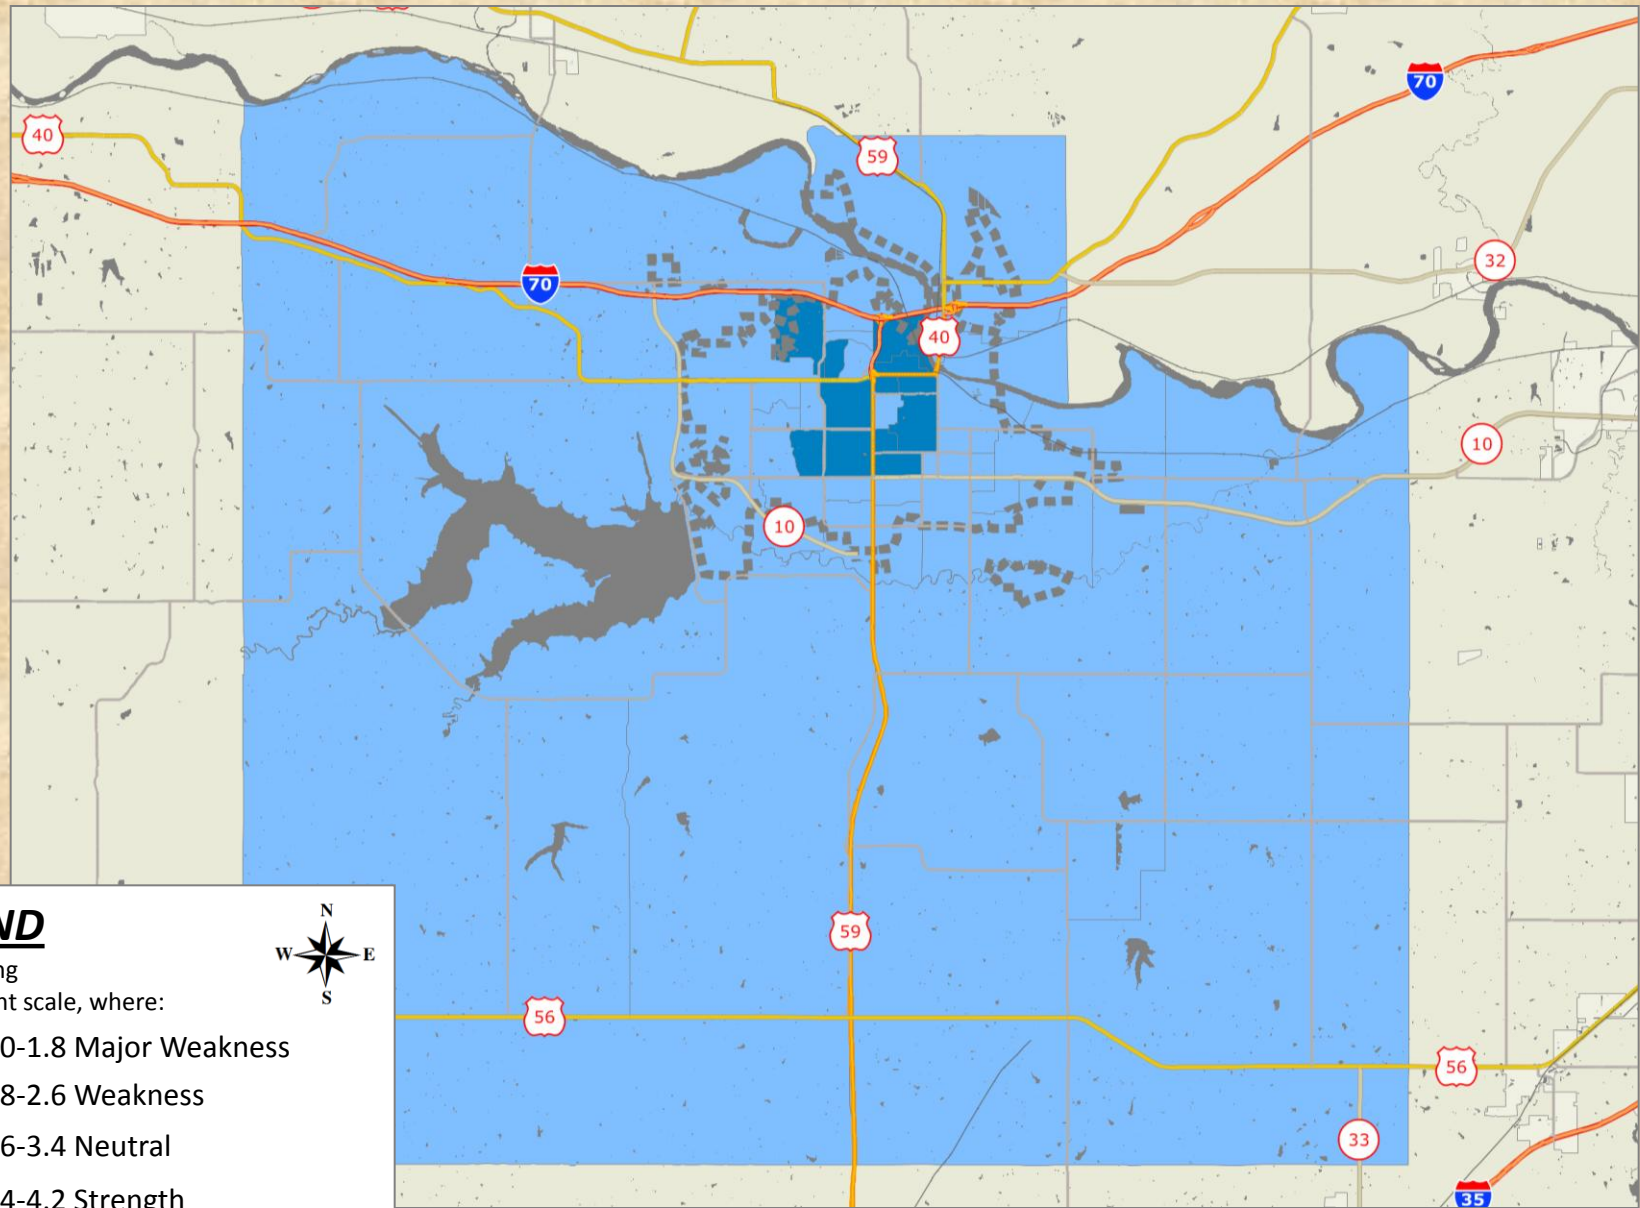 70
40
59
32
70
40
10
10
59
ND
N
W E
S
ng
nt scale, where:
0-1.8 Major Weakness
8-2.6 Weakness
6-3.4 Neutral
4-4.2 Strength
56
56
33
35